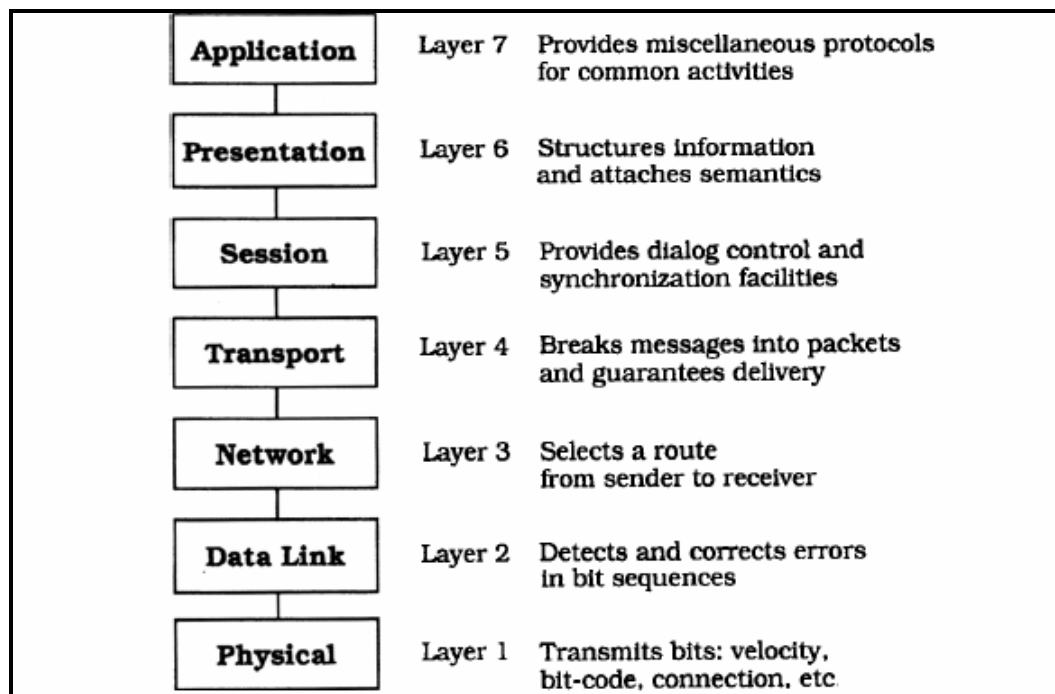 Application Layer 7 Provides miscellaneous protocols
for common activities
Presentation Layer 6 Structures information
and attaches semantics
Session Layer 5 Provides dialog control and
synchronization facilities
Transport Layer 4 Breaks messages into packets
and guarantees delivery
Network Layer 3 Selects a route
from sender to receiver
Data Link Layer 2 Detects and corrects errors
in bit sequences
Physical Layer 1 Transmits bits: velocity,
bit-code, connection, etc.